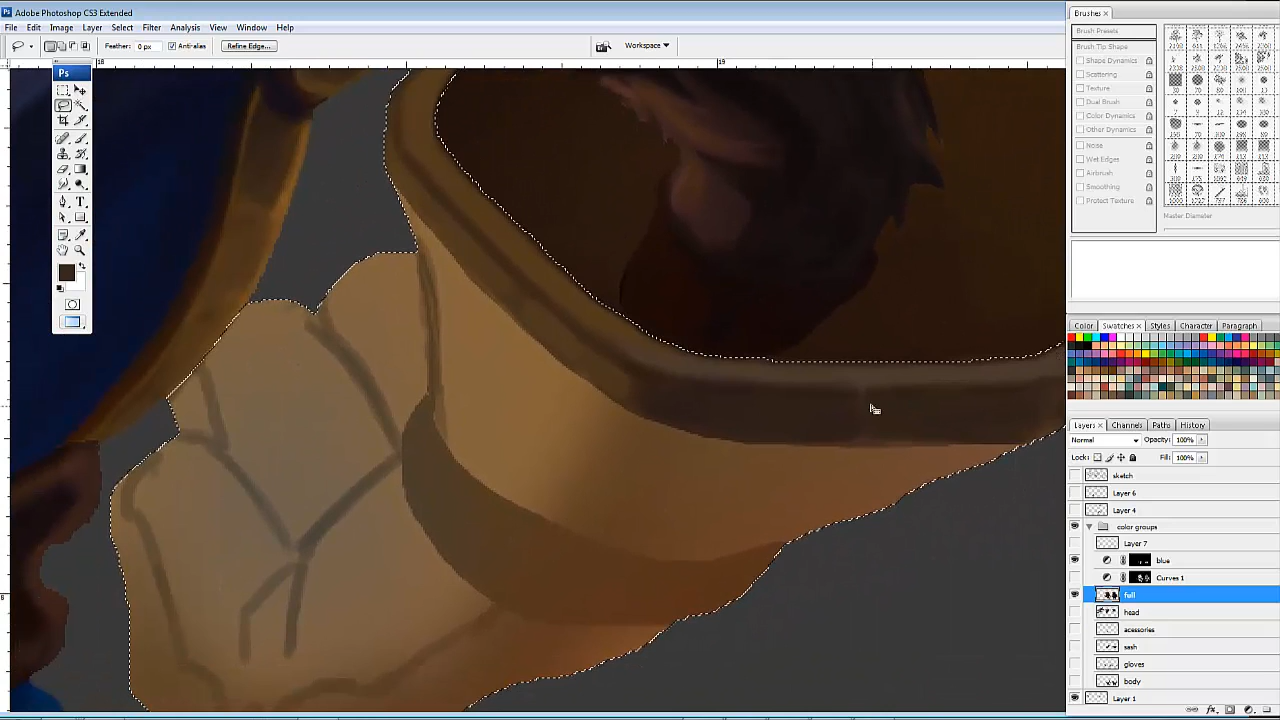 Adobe Photoshop CS3 Extended
File Edit Image Layer Select Filter Analysis View Window Help
Feather: 0 px Anti-alias Refine Edge... Workspace
18 19
8
Ps
Brushes
Brush Presets
Brush Tip Shape
Shape Dynamics
Scattering
Texture
Dual Brush
Color Dynamics
Other Dynamics
Noise
Wet Edges
Airbrush
Smoothing
Protect Texture
Master Diameter
Color Swatches Styles Character Paragraph
Layers Channels Paths History
Normal Opacity: 100%
Lock: Fill: 100%
sketch
Layer 6
Layer 4
color groups
Layer 7
blue
Curves 1
full
head
acessories
sash
gloves
body
Layer 1